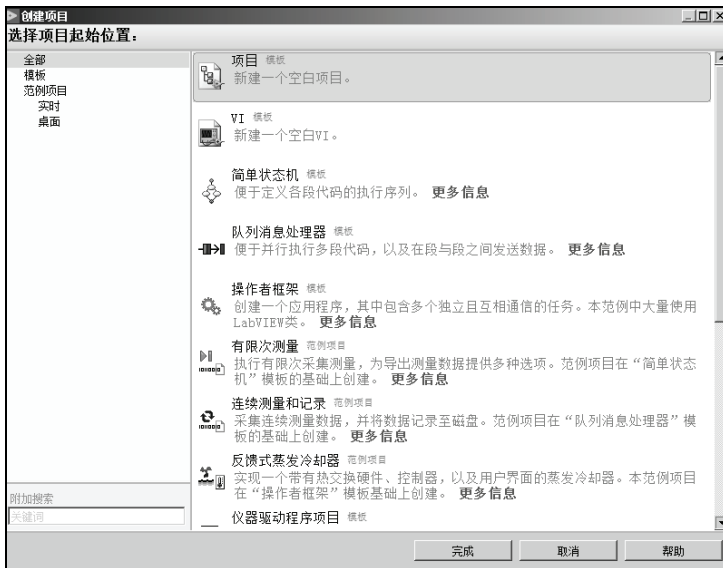 创建项目
选择项目起始位置：
全部
模板
范例项目
实时
桌面
附加搜索
关键词
项目 模板
新建一个空白项目。
VI 模板
新建一个空白VI。
简单状态机 模板
便于定义各段代码的执行序列。 更多信息
队列消息处理器 模板
便于并行执行多段代码，以及在段与段之间发送数据。 更多信息
操作者框架 模板
创建一个应用程序，其中包含多个独立且互相通信的任务。本范例中大量使用
LabVIEW类。 更多信息
有限次测量 范例项目
执行有限次采集测量，为导出测量数据提供多种选项。范例项目在“简单状态
机”模板的基础上创建。 更多信息
连续测量和记录 范例项目
采集连续测量数据，并将数据记录至磁盘。范例项目在“队列消息处理器”模
板的基础上创建。 更多信息
反馈式蒸发冷却器 范例项目
实现一个带有热交换硬件、控制器，以及用户界面的蒸发冷却器。本范例项目
在“操作者框架”模板基础上创建。 更多信息
仪器驱动程序项目 模板
完成
取消
帮助